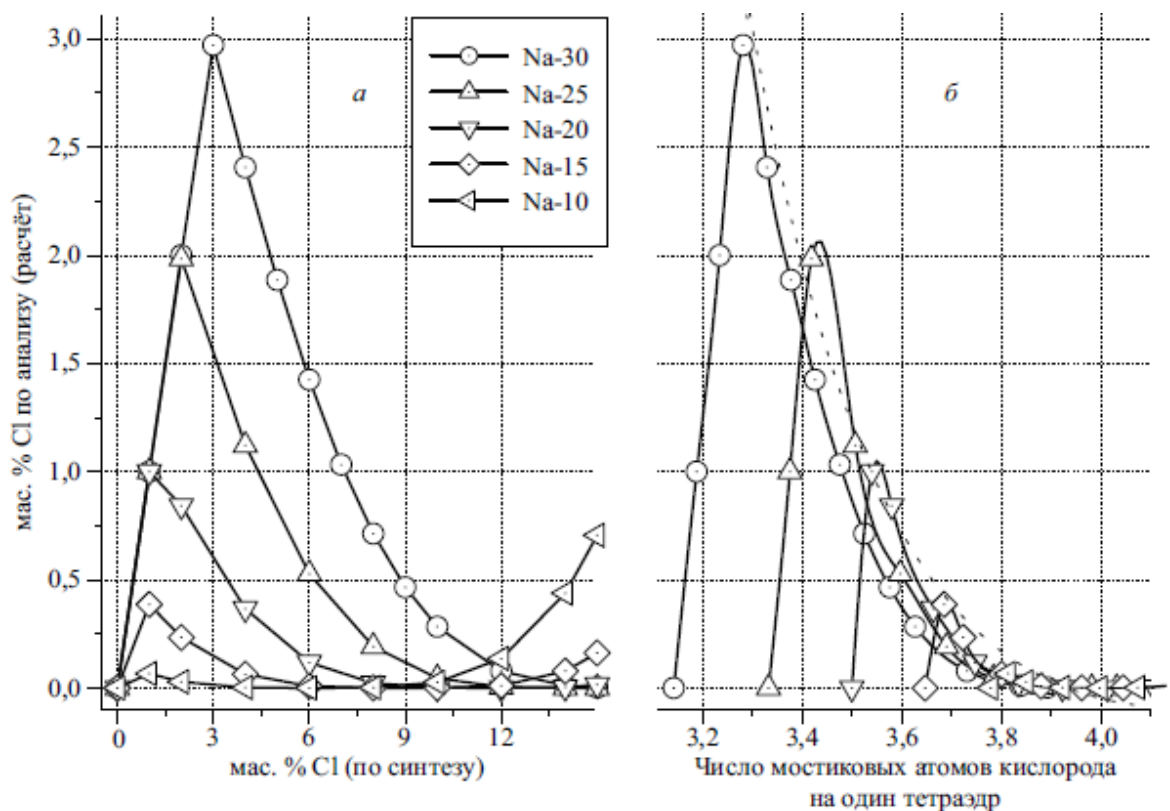 3,0
2,5
2,0
1,5
1,0
0,5
0,0
мас. % Cl по анализу (расчёт)
а
Na-30
Na-25
Na-20
Na-15
Na-10
0 3 6 9 12
мас. % Cl (по синтезу)
б
3,2 3,4 3,6 3,8 4,0
Число мостиковых атомов кислорода
на один тетраэдр